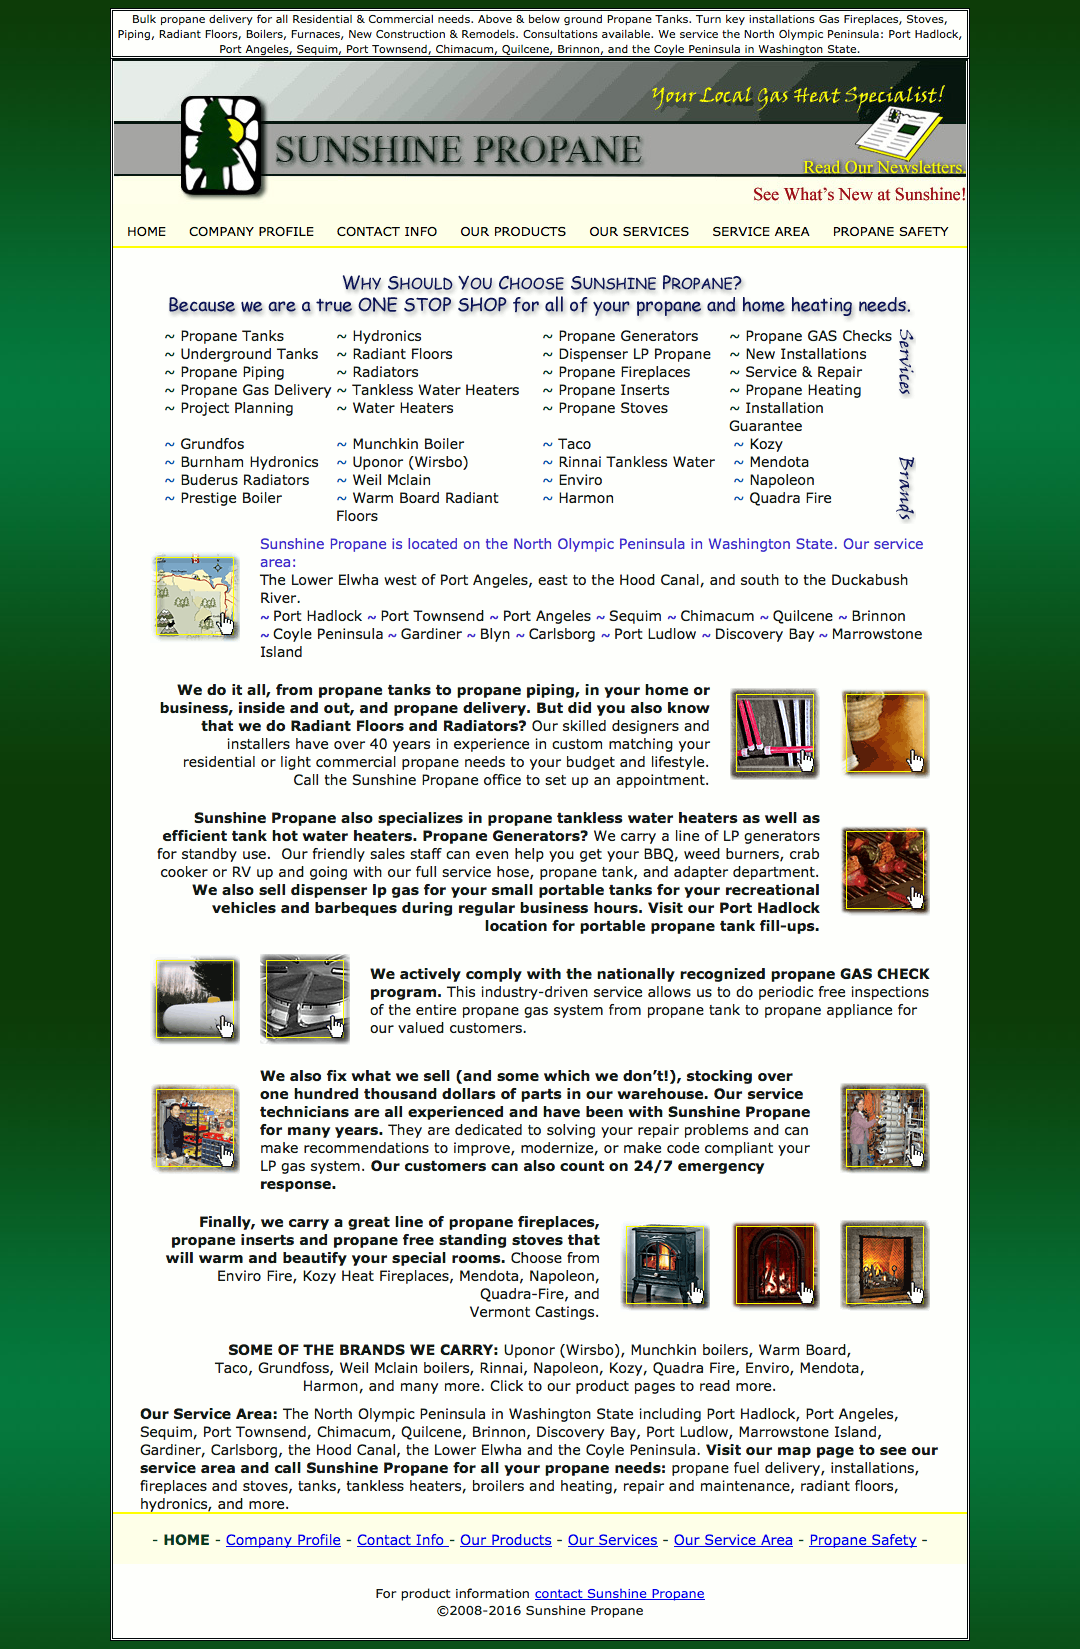 Bulk propane delivery for all Residential & Commercial needs. Above & below ground Propane Tanks. Turn key installations Gas Fireplaces, Stoves,
Piping, Radiant Floors, Boilers, Furnaces, New Construction & Remodels. Consultations available. We service the North Olympic Peninsula: Port Hadlock,
Port Angeles, Sequim, Port Townsend, Chimacum, Quilcene, Brinnon, and the Coyle Peninsula in Washington State.
Your Local Gas Heat Specialist!
SUNSHINE PROPANE
Read Our Newsletters.
See What's New at Sunshine!
HOME COMPANY PROFILE CONTACT INFO OUR PRODUCTS OUR SERVICES SERVICE AREA PROPANE SAFETY
WHY SHOULD YOU CHOOSE SUNSHINE PROPANE?
Because we are a true ONE STOP SHOP for all of your propane and home heating needs.
~ Propane Tanks ~ Hydronics ~ Propane Generators ~ Propane GAS Checks
~ Underground Tanks ~ Radiant Floors ~ Dispenser LP Propane ~ New Installations
~ Propane Piping ~ Radiators ~ Propane Fireplaces ~ Service & Repair
~ Propane Gas Delivery ~ Tankless Water Heaters ~ Propane Inserts ~ Propane Heating
~ Project Planning ~ Water Heaters ~ Propane Stoves ~ Installation
Guarantee
Services
~ Grundfos ~ Munchkin Boiler ~ Taco ~ Kozy
~ Burnham Hydronics ~ Uponor (Wirsbo) ~ Rinnai Tankless Water ~ Mendota
~ Buderus Radiators ~ Weil Mclain ~ Enviro ~ Napoleon
~ Prestige Boiler ~ Warm Board Radiant ~ Harmon ~ Quadra Fire
Floors
Brands
Sunshine Propane is located on the North Olympic Peninsula in Washington State. Our service
area:
The Lower Elwha west of Port Angeles, east to the Hood Canal, and south to the Duckabush
River.
~ Port Hadlock ~ Port Townsend ~ Port Angeles ~ Sequim ~ Chimacum ~ Quilcene ~ Brinnon
~ Coyle Peninsula ~ Gardiner ~ Blyn ~ Carlsborg ~ Port Ludlow ~ Discovery Bay ~ Marrowstone
Island
We do it all, from propane tanks to propane piping, in your home or
business, inside and out, and propane delivery. But did you also know
that we do Radiant Floors and Radiators? Our skilled designers and
installers have over 40 years in experience in custom matching your
residential or light commercial propane needs to your budget and lifestyle.
Call the Sunshine Propane office to set up an appointment.
Sunshine Propane also specializes in propane tankless water heaters as well as
efficient tank hot water heaters. Propane Generators? We carry a line of LP generators
for standby use. Our friendly sales staff can even help you get your BBQ, weed burners, crab
cooker or RV up and going with our full service hose, propane tank, and adapter department.
We also sell dispenser lp gas for your small portable tanks for your recreational
vehicles and barbeques during regular business hours. Visit our Port Hadlock
location for portable propane tank fill-ups.
We actively comply with the nationally recognized propane GAS CHECK
program. This industry-driven service allows us to do periodic free inspections
of the entire propane gas system from propane tank to propane appliance for
our valued customers.
We also fix what we sell (and some which we don't!), stocking over
one hundred thousand dollars of parts in our warehouse. Our service
technicians are all experienced and have been with Sunshine Propane
for many years. They are dedicated to solving your repair problems and can
make recommendations to improve, modernize, or make code compliant your
LP gas system. Our customers can also count on 24/7 emergency
response.
Finally, we carry a great line of propane fireplaces,
propane inserts and propane free standing stoves that
will warm and beautify your special rooms. Choose from
Enviro Fire, Kozy Heat Fireplaces, Mendota, Napoleon,
Quadra-Fire, and
Vermont Castings.
SOME OF THE BRANDS WE CARRY: Uponor (Wirsbo), Munchkin boilers, Warm Board,
Taco, Grundfoss, Weil Mclain boilers, Rinnai, Napoleon, Kozy, Quadra Fire, Enviro, Mendota,
Harmon, and many more. Click to our product pages to read more.
Our Service Area: The North Olympic Peninsula in Washington State including Port Hadlock, Port Angeles,
Sequim, Port Townsend, Chimacum, Quilcene, Brinnon, Discovery Bay, Port Ludlow, Marrowstone Island,
Gardiner, Carlsborg, the Hood Canal, the Lower Elwha and the Coyle Peninsula. Visit our map page to see our
service area and call Sunshine Propane for all your propane needs: propane fuel delivery, installations,
fireplaces and stoves, tanks, tankless heaters, broilers and heating, repair and maintenance, radiant floors,
hydronics, and more.
- HOME - Company Profile - Contact Info - Our Products - Our Services - Our Service Area - Propane Safety -
For product information contact Sunshine Propane
©2008-2016 Sunshine Propane